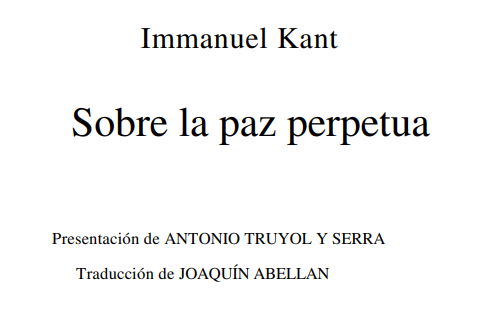 Immanuel Kant
Sobre la paz perpetua
Presentación de ANTONIO TRUYOL Y SERRA
Traducción de JOAQUÍN ABELLAN